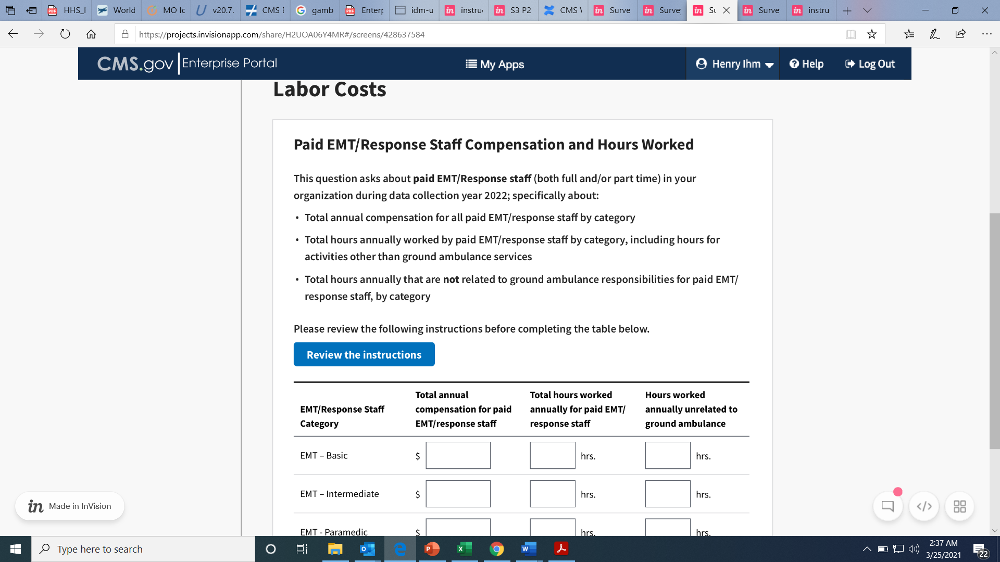 HHS_I
World
MO Ic
v20.7.
CMS E
gamb
Enterp
idm-u
instru
S3 P2
CMS V
Survey
Survey
Su
Survey
instru
https://projects.invisionapp.com/share/H2UOA06Y4MR#/screens/428637584
CMS.gov Enterprise Portal
My Apps
Henry Ihm
Help
Log Out
Labor Costs
Paid EMT/Response Staff Compensation and Hours Worked
This question asks about paid EMT/Response staff (both full and/or part time) in your
organization during data collection year 2022; specifically about:
• Total annual compensation for all paid EMT/response staff by category
• Total hours annually worked by paid EMT/response staff by category, including hours for
activities other than ground ambulance services
• Total hours annually that are not related to ground ambulance responsibilities for paid EMT/
response staff, by category
Please review the following instructions before completing the table below.
Review the instructions
EMT/Response Staff
Category
Total annual
compensation for paid
EMT/response staff
Total hours worked
annually for paid EMT/
response staff
Hours worked
annually unrelated to
ground ambulance
EMT – Basic $ hrs. hrs.
EMT – Intermediate $ hrs. hrs.
EMT - Paramedic $ hrs. hrs.
in Made in InVision
Type here to search
2:37 AM
3/25/2021
22